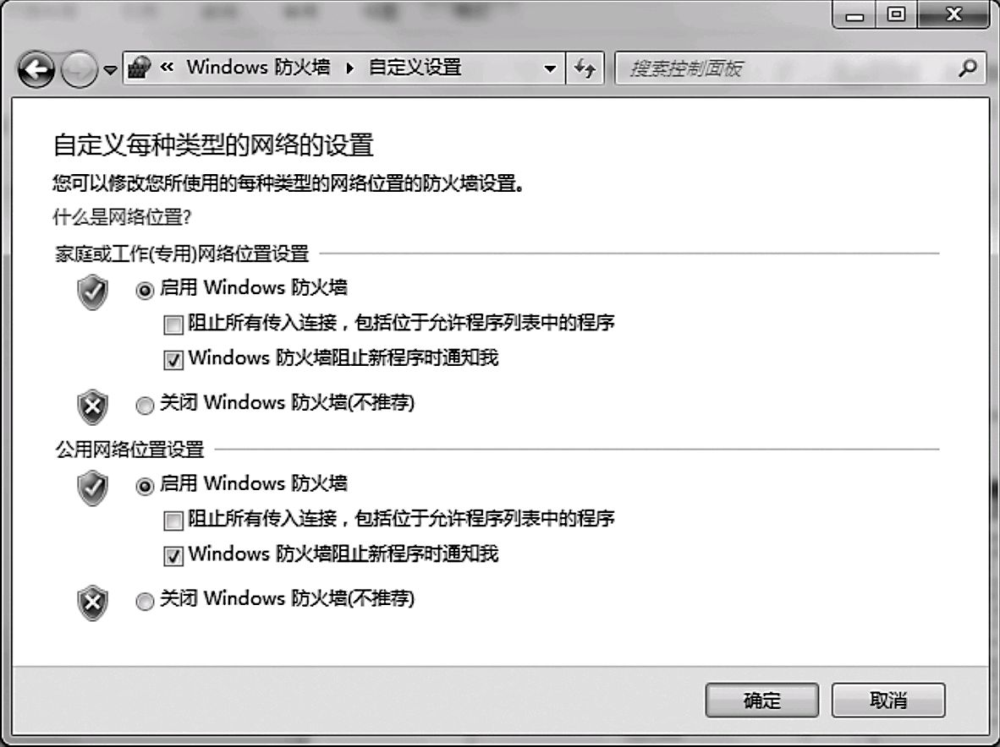 « Windows 防火墙 ▸ 自定义设置
搜索控制面板
自定义每种类型的网络的设置
您可以修改您所使用的每种类型的网络位置的防火墙设置。
什么是网络位置?
家庭或工作(专用)网络位置设置
启用 Windows 防火墙
阻止所有传入连接，包括位于允许程序列表中的程序
Windows 防火墙阻止新程序时通知我
关闭 Windows 防火墙(不推荐)
公用网络位置设置
启用 Windows 防火墙
阻止所有传入连接，包括位于允许程序列表中的程序
Windows 防火墙阻止新程序时通知我
关闭 Windows 防火墙(不推荐)
确定
取消